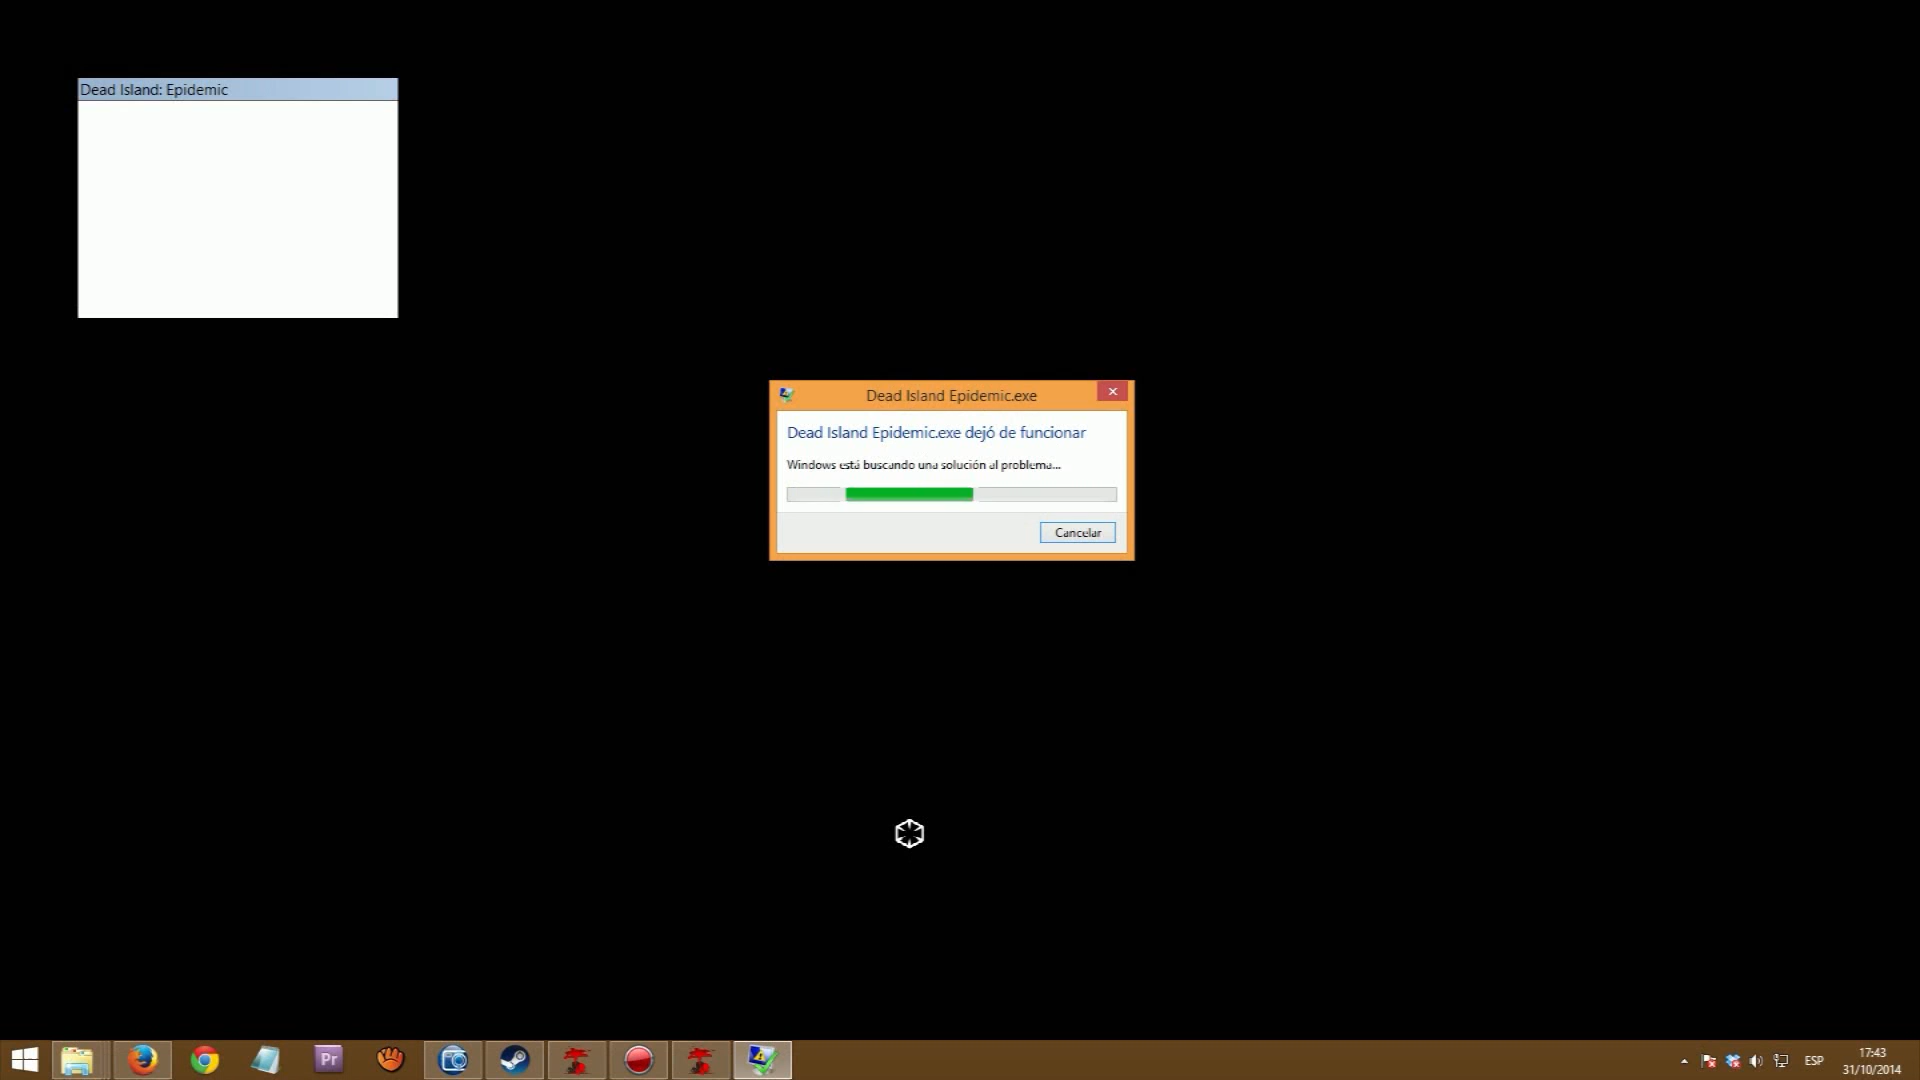 Dead Island: Epidemic
Dead Island Epidemic.exe
Dead Island Epidemic.exe dejó de funcionar
Windows está buscando una solución al problema...
Cancelar
Pr
ESP
17:43
31/10/2014